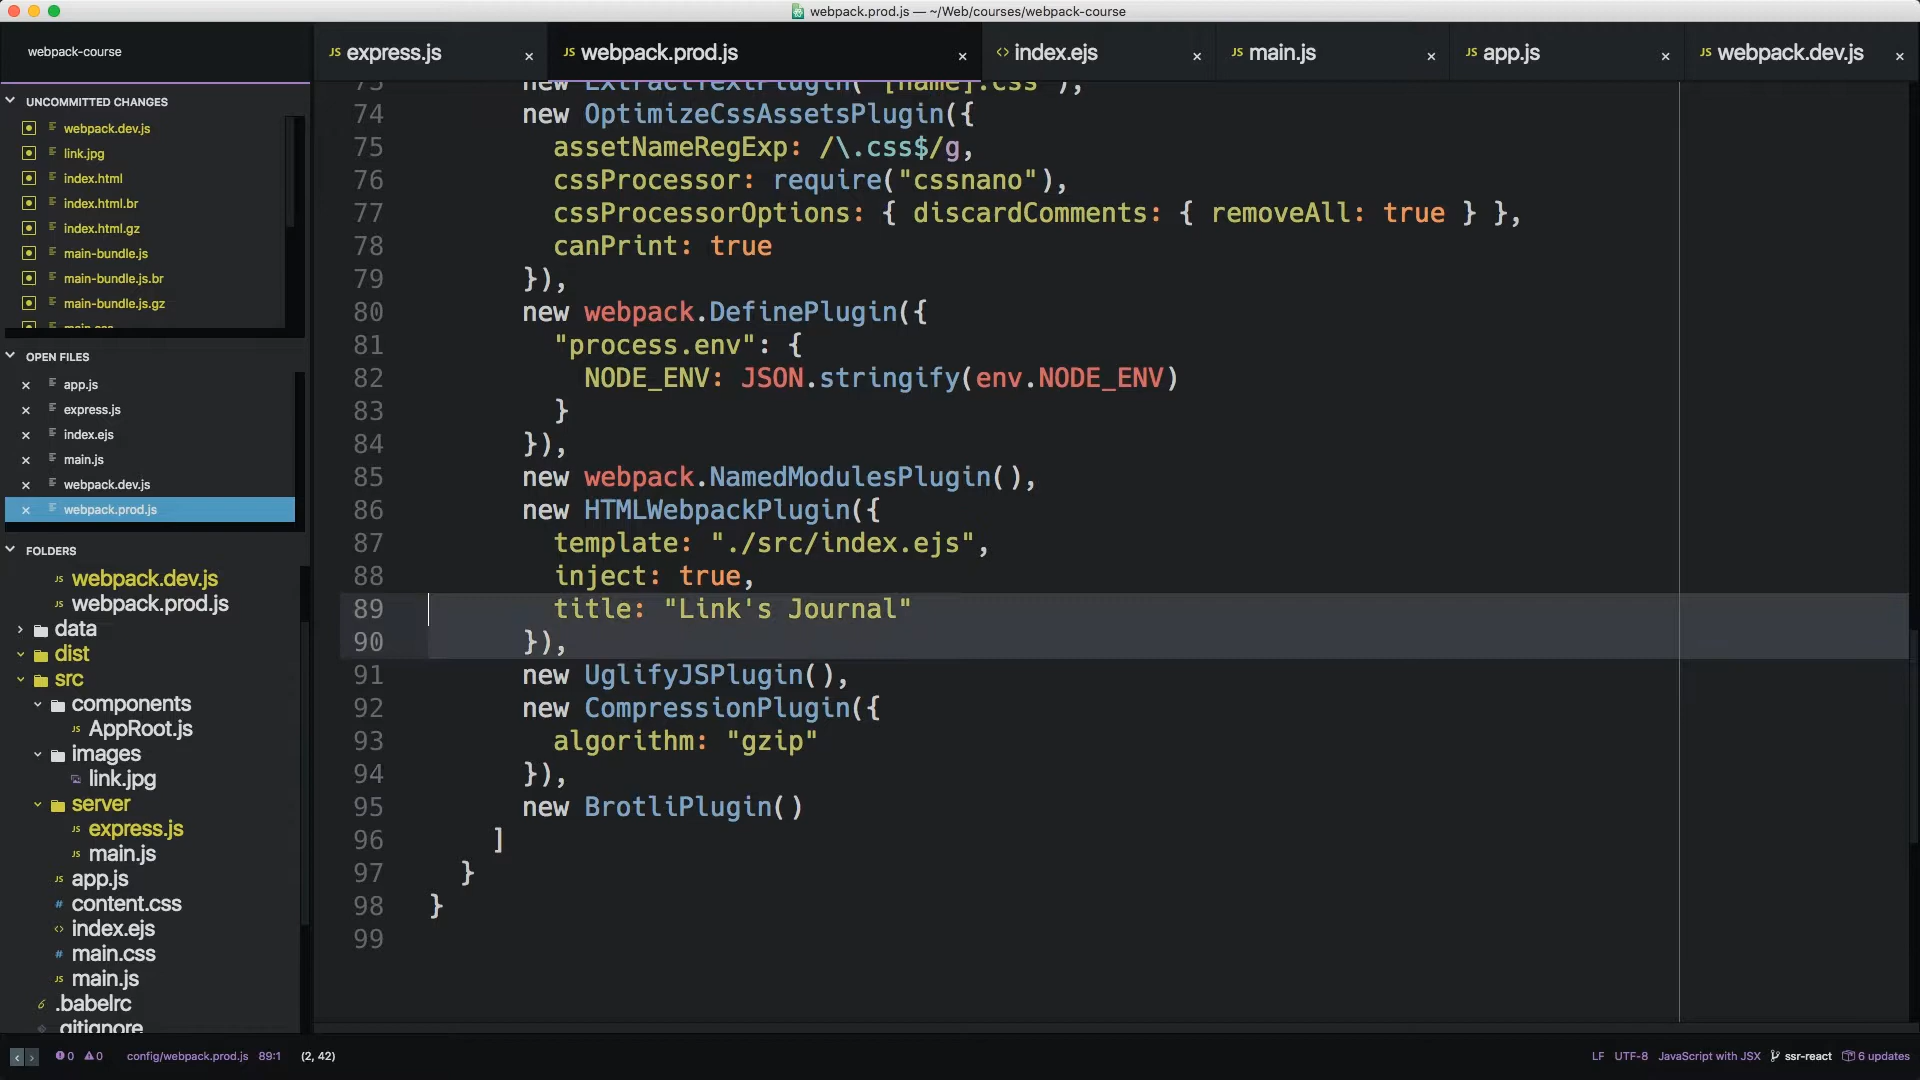 webpack.prod.js — ~/Web/courses/webpack-course
webpack-course
express.js
webpack.prod.js
index.ejs
main.js
app.js
webpack.dev.js
UNCOMMITTED CHANGES
webpack.dev.js
link.jpg
index.html
index.html.br
index.html.gz
main-bundle.js
main-bundle.js.br
main-bundle.js.gz
main.css
OPEN FILES
app.js
express.js
index.ejs
main.js
webpack.dev.js
webpack.prod.js
FOLDERS
webpack.dev.js
webpack.prod.js
data
dist
src
components
AppRoot.js
images
link.jpg
server
express.js
main.js
app.js
content.css
index.ejs
main.css
main.js
.babelrc
.gitignore
73 new ExtractTextPlugin("[name].css"),
74 new OptimizeCssAssetsPlugin({
75 assetNameRegExp: /\.css$/g,
76 cssProcessor: require("cssnano"),
77 cssProcessorOptions: { discardComments: { removeAll: true } },
78 canPrint: true
79 }),
80 new webpack.DefinePlugin({
81 "process.env": {
82 NODE_ENV: JSON.stringify(env.NODE_ENV)
83 }
84 }),
85 new webpack.NamedModulesPlugin(),
86 new HTMLWebpackPlugin({
87 template: "./src/index.ejs",
88 inject: true,
89 title: "Link's Journal"
90 }),
91 new UglifyJSPlugin(),
92 new CompressionPlugin({
93 algorithm: "gzip"
94 }),
95 new BrotliPlugin()
96 ]
97 }
98 }
99
0 0 config/webpack.prod.js 89:1 (2, 42)
LF UTF-8 JavaScript with JSX ssr-react 6 updates